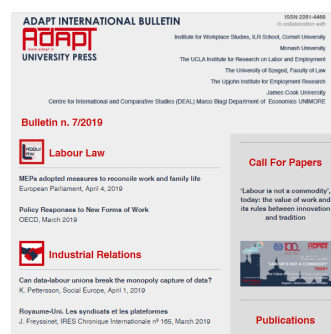 ADAPT INTERNATIONAL BULLETIN
ADAPT
www.adapt.it
UNIVERSITY PRESS
ISSN 2281-4469
in collaboration with
Institute for Workplace Studies, ILR School, Cornell University
Monash University
The UCLA Institute for Research on Labor and Employment
The University of Szeged, Faculty of Law
The Upjohn Institute for Employment Research
James Cook University
Centre for International and Comparative Studies (DEAL) Marco Biagi Department of Economics UNIMORE
Bulletin n. 7/2019
Labour Law
MEPs adopted measures to reconcile work and family life
European Parliament, April 4, 2019
Policy Responses to New Forms of Work
OECD, March 2019
Industrial Relations
Can data-labour unions break the monopoly capture of data?
K. Pettersson, Social Europe, April 1, 2019
Royaume-Uni. Les syndicats et les plateformes
J. Freyssinet, IRES Chronique Internationale n° 165, March 2019
Call For Papers
'Labour is not a commodity',
today: the value of work and
its rules between innovation
and tradition
"LABOUR IS NOT A COMMODITY"
TODAY
Publications